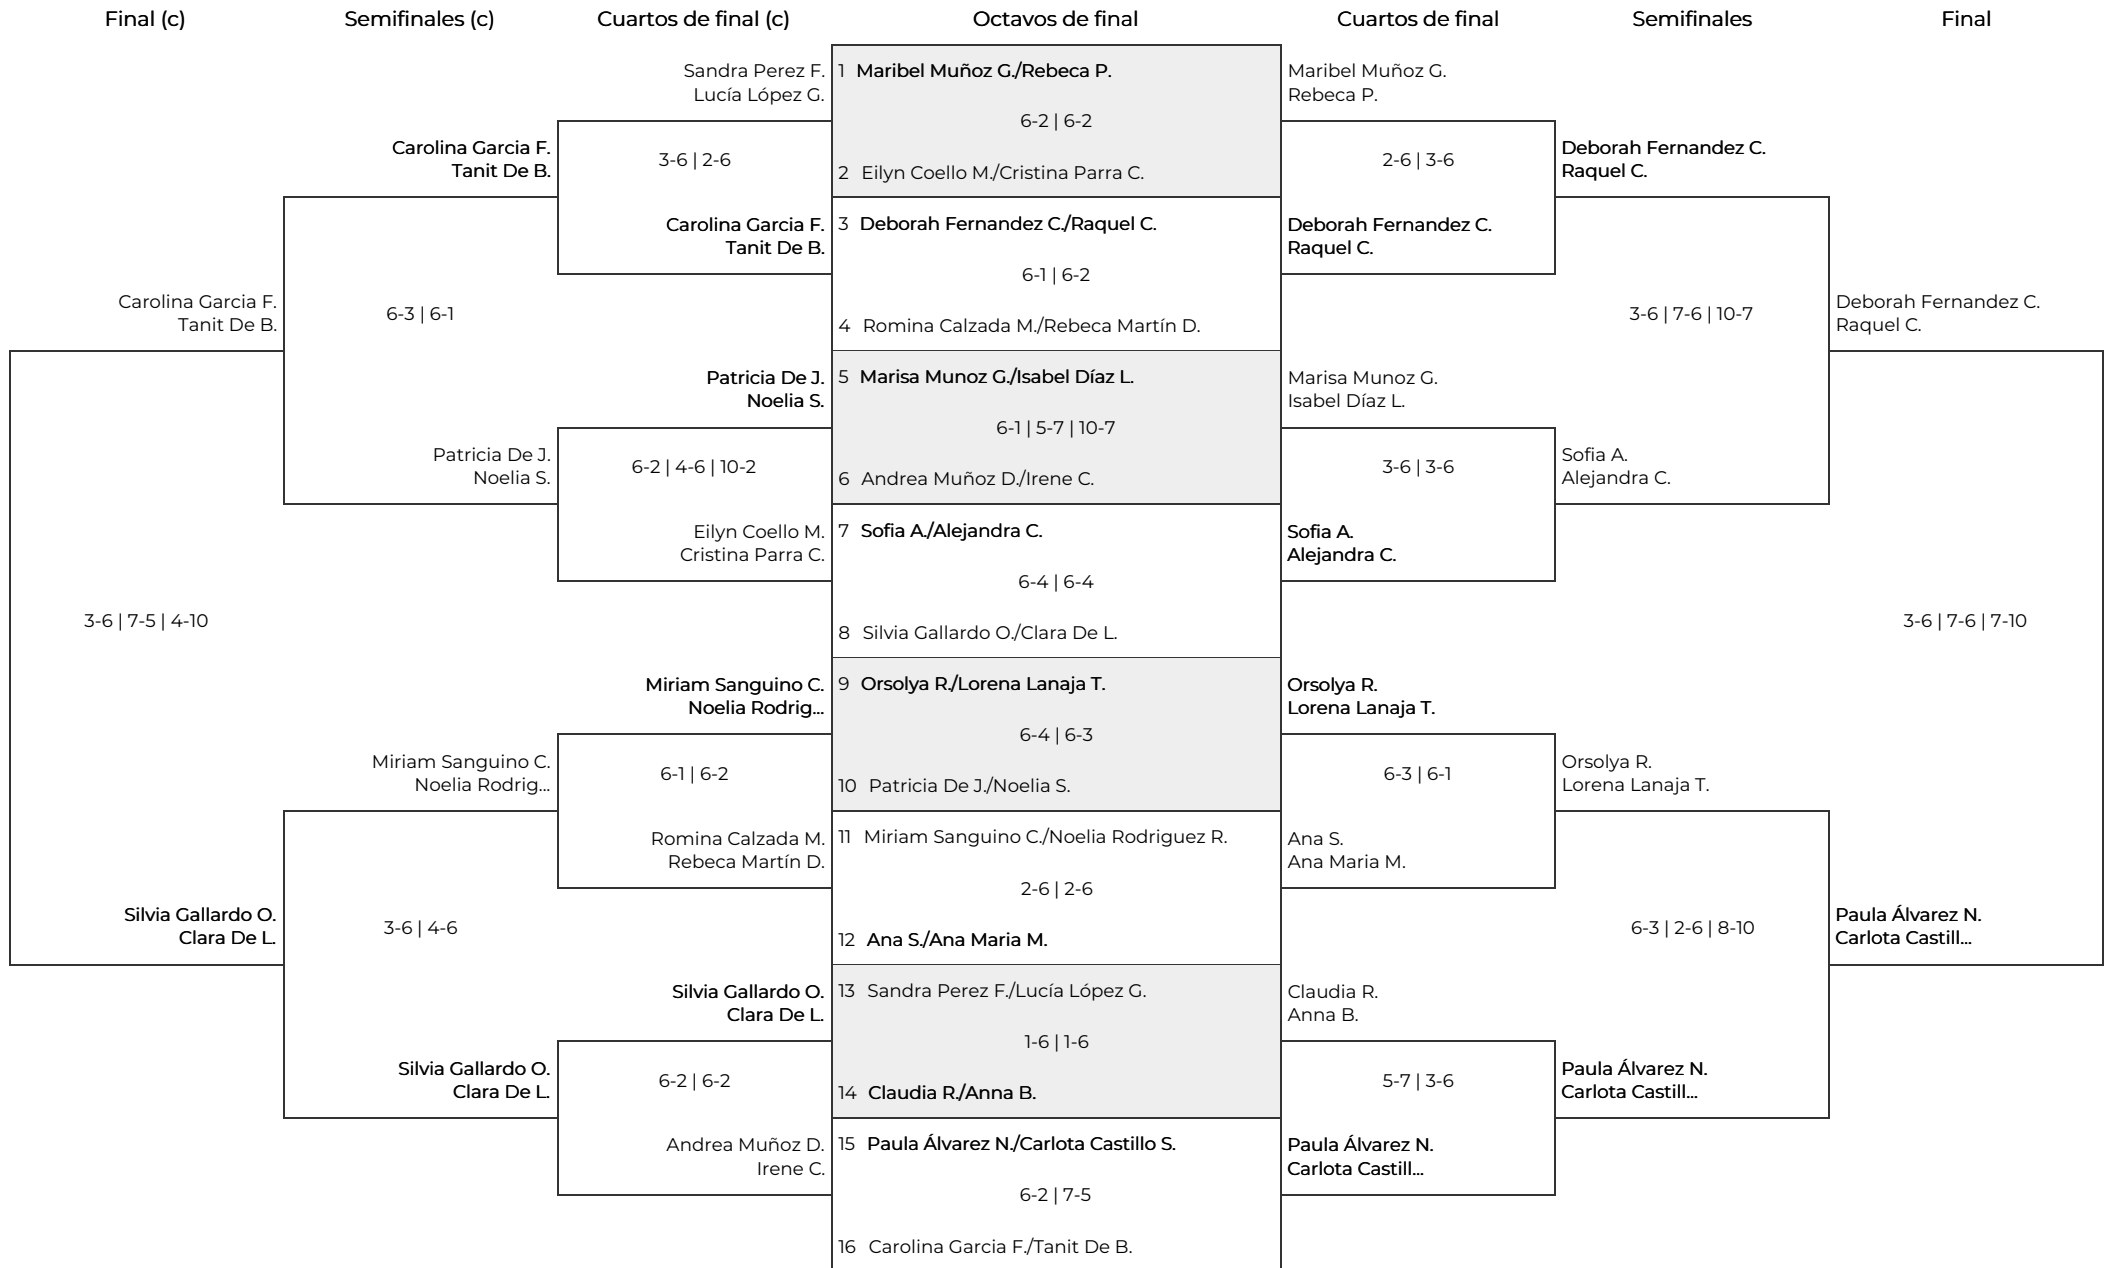 Final (c)
Semifinales (c)
Cuartos de final (c)
Octavos de final
Cuartos de final
Semifinales
Final
Carolina Garcia F.
Tanit De B.
3-6 | 7-5 | 4-10
Silvia Gallardo O.
Clara De L.
Carolina Garcia F.
Tanit De B.
6-3 | 6-1
Patricia De J.
Noelia S.
Miriam Sanguino C.
Noelia Rodrig...
3-6 | 4-6
Silvia Gallardo O.
Clara De L.
Sandra Perez F.
Lucía López G.
3-6 | 2-6
Carolina Garcia F.
Tanit De B.
Patricia De J.
Noelia S.
6-2 | 4-6 | 10-2
Eilyn Coello M.
Cristina Parra C.
Miriam Sanguino C.
Noelia Rodrig...
6-1 | 6-2
Romina Calzada M.
Rebeca Martín D.
Silvia Gallardo O.
Clara De L.
6-2 | 6-2
Andrea Muñoz D.
Irene C.
1 Maribel Muñoz G./Rebeca P.
6-2 | 6-2
2 Eilyn Coello M./Cristina Parra C.
3 Deborah Fernandez C./Raquel C.
6-1 | 6-2
4 Romina Calzada M./Rebeca Martín D.
5 Marisa Munoz G./Isabel Díaz L.
6-1 | 5-7 | 10-7
6 Andrea Muñoz D./Irene C.
7 Sofia A./Alejandra C.
6-4 | 6-4
8 Silvia Gallardo O./Clara De L.
9 Orsolya R./Lorena Lanaja T.
6-4 | 6-3
10 Patricia De J./Noelia S.
11 Miriam Sanguino C./Noelia Rodriguez R.
2-6 | 2-6
12 Ana S./Ana Maria M.
13 Sandra Perez F./Lucía López G.
1-6 | 1-6
14 Claudia R./Anna B.
15 Paula Álvarez N./Carlota Castillo S.
6-2 | 7-5
16 Carolina Garcia F./Tanit De B.
Maribel Muñoz G.
Rebeca P.
2-6 | 3-6
Deborah Fernandez C.
Raquel C.
Marisa Munoz G.
Isabel Díaz L.
3-6 | 3-6
Sofia A.
Alejandra C.
Orsolya R.
Lorena Lanaja T.
6-3 | 6-1
Ana S.
Ana Maria M.
Claudia R.
Anna B.
5-7 | 3-6
Paula Álvarez N.
Carlota Castill...
Deborah Fernandez C.
Raquel C.
3-6 | 7-6 | 10-7
Sofia A.
Alejandra C.
Orsolya R.
Lorena Lanaja T.
6-3 | 2-6 | 8-10
Paula Álvarez N.
Carlota Castill...
Deborah Fernandez C.
Raquel C.
3-6 | 7-6 | 7-10
Paula Álvarez N.
Carlota Castill...